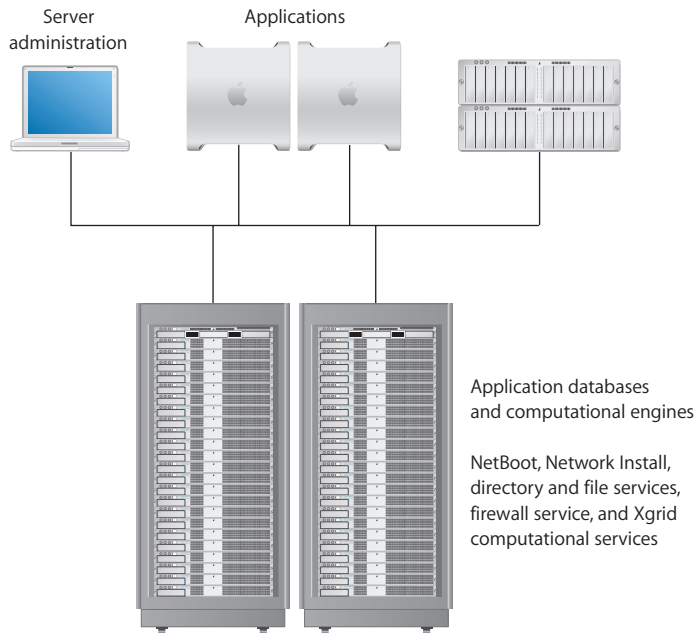 Server
administration
Applications
Application databases
and computational engines
NetBoot, Network Install,
directory and file services,
firewall service, and Xgrid
computational services